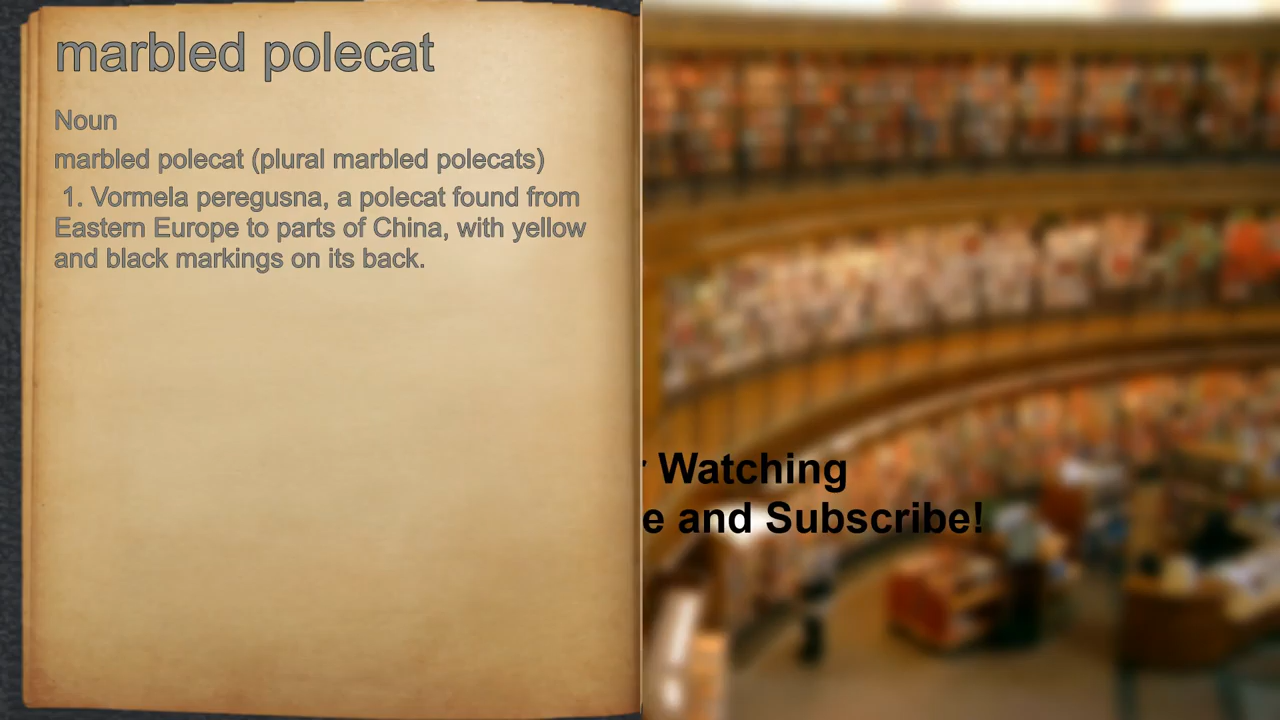 marbled polecat
Noun
marbled polecat (plural marbled polecats)
1. Vormela peregusna, a polecat found from
Eastern Europe to parts of China, with yellow
and black markings on its back.
Watching
e and Subscribe!